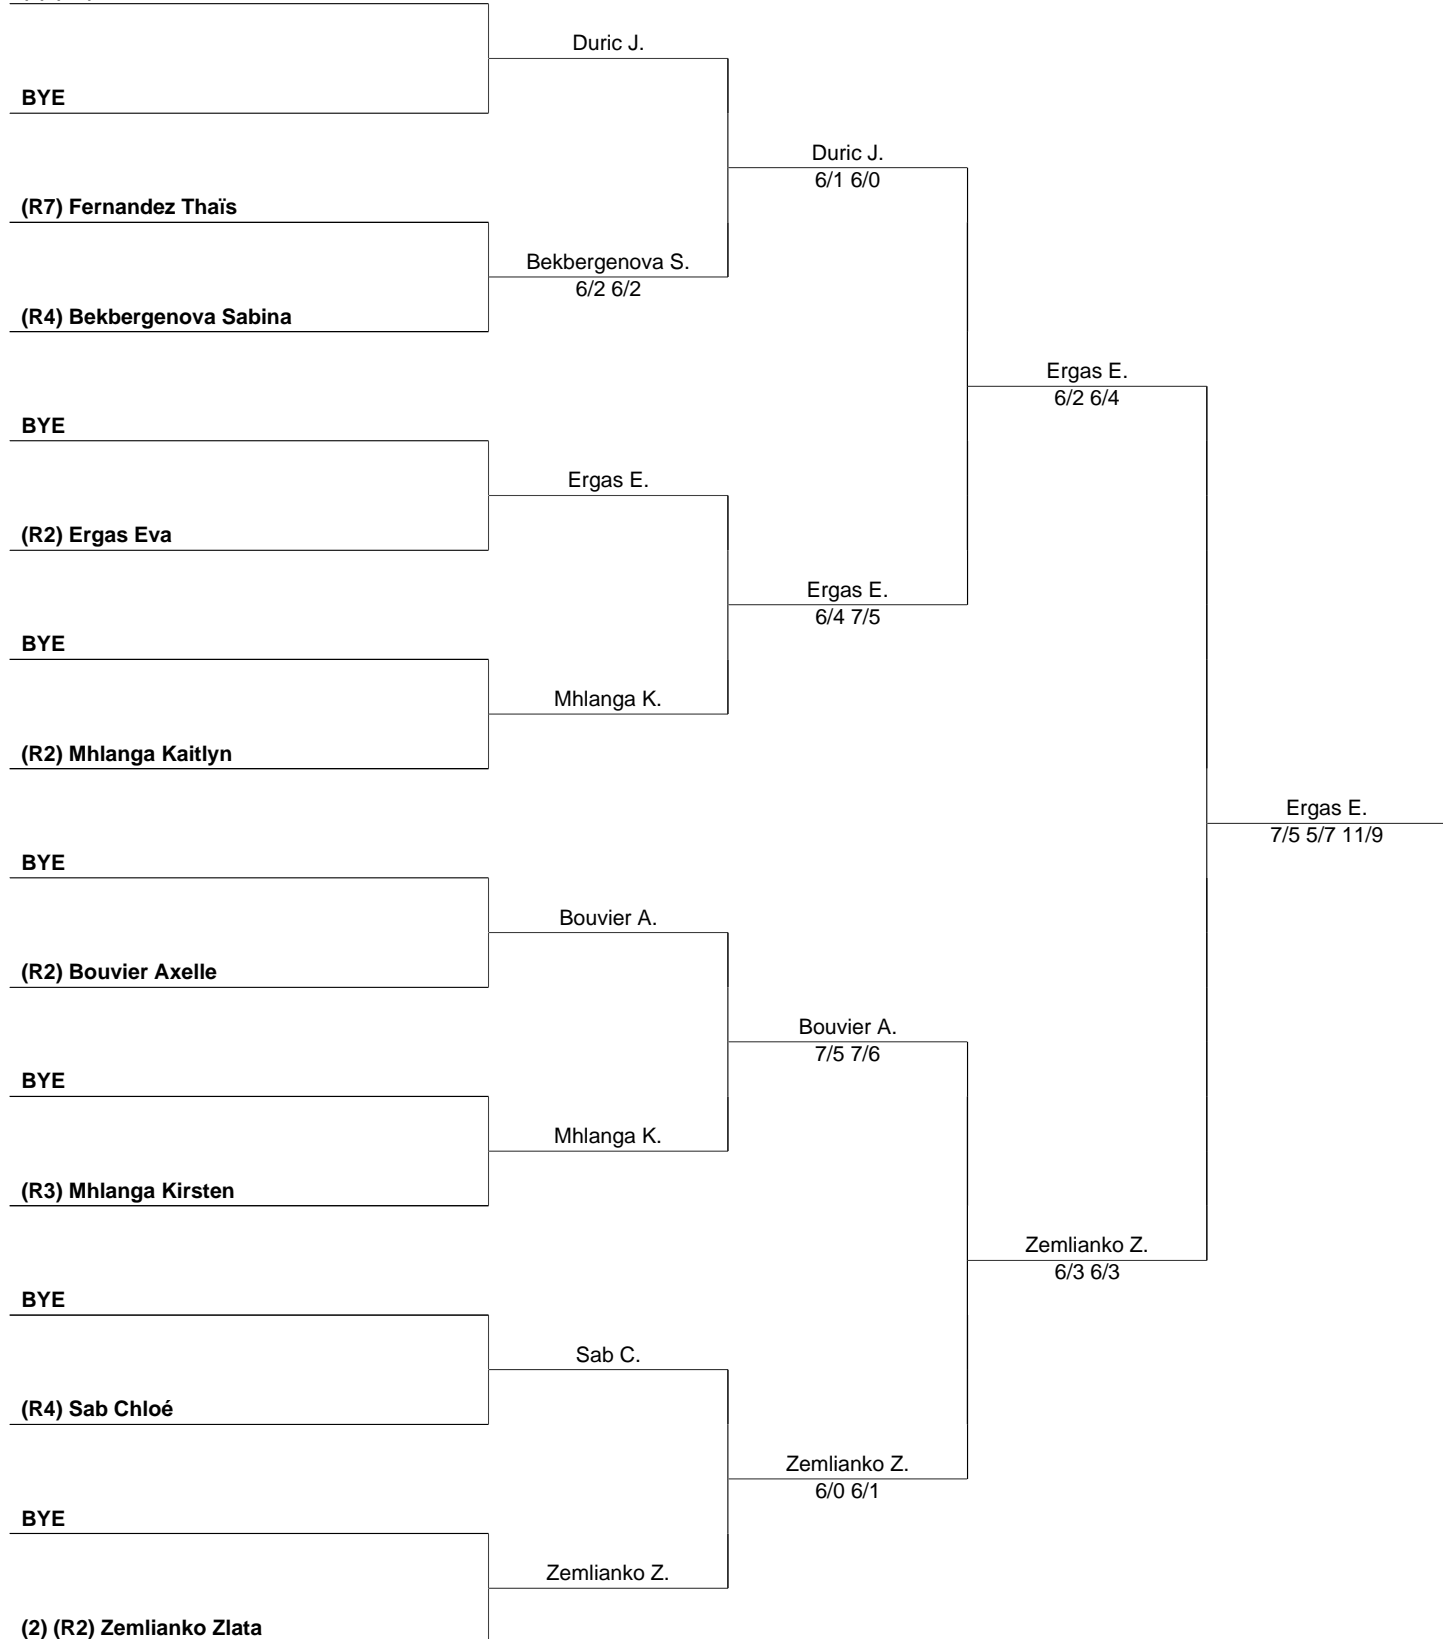 Duric J.
BYE
Duric J.
6/1 6/0
(R7) Fernandez Thaïs
Bekbergenova S.
6/2 6/2
(R4) Bekbergenova Sabina
Ergas E.
6/2 6/4
BYE
Ergas E.
(R2) Ergas Eva
Ergas E.
6/4 7/5
BYE
Mhlanga K.
(R2) Mhlanga Kaitlyn
Ergas E.
7/5 5/7 11/9
BYE
Bouvier A.
(R2) Bouvier Axelle
Bouvier A.
7/5 7/6
BYE
Mhlanga K.
(R3) Mhlanga Kirsten
Zemlianko Z.
6/3 6/3
BYE
Sab C.
(R4) Sab Chloé
Zemlianko Z.
6/0 6/1
BYE
Zemlianko Z.
(2) (R2) Zemlianko Zlata